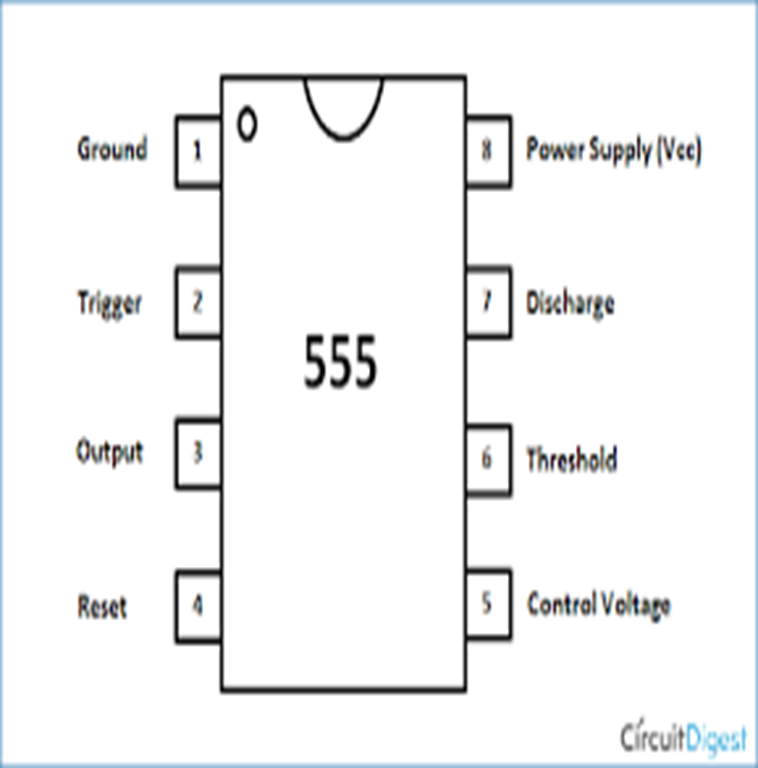 Ground 1 8 Power Supply (Vcc)
Trigger 2 7 Discharge
555
Output 3 6 Threshold
Reset 4 5 Control Voltage
CircuitDigest